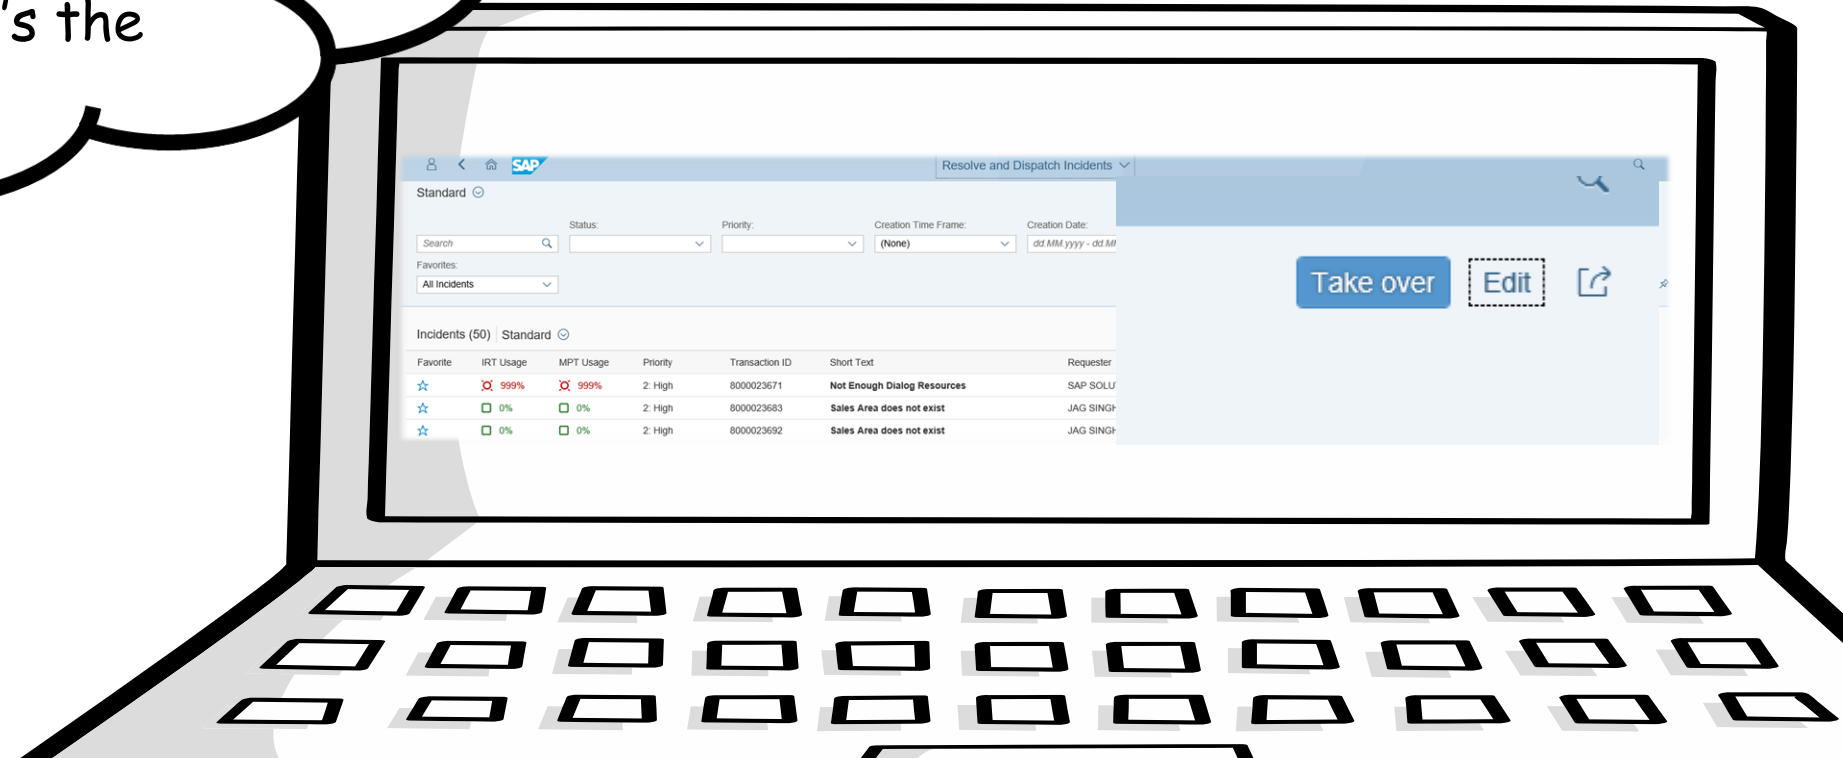 's the
SAP Resolve and Dispatch Incidents
Standard
Status: Priority: Creation Time Frame: Creation Date:
Search (None) dd.MM.yyyy - dd.M
Take over Edit
Favorites:
All Incidents
Incidents (50) Standard
Favorite IRT Usage MPT Usage Priority Transaction ID Short Text Requester
999% 999% 2: High 8000023671 Not Enough Dialog Resources SAP SOLU
0% 0% 2: High 8000023683 Sales Area does not exist JAG SINGH
0% 0% 2: High 8000023692 Sales Area does not exist JAG SINGH